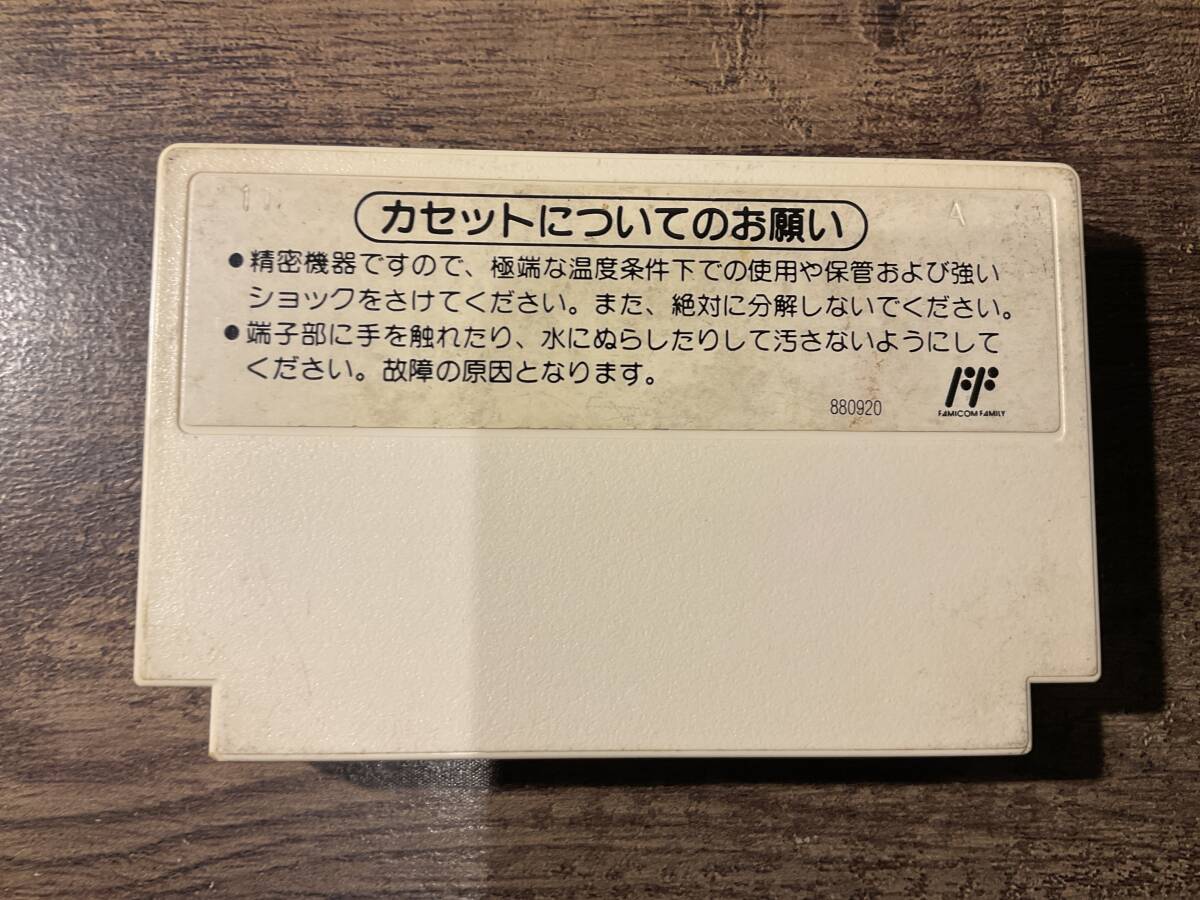 カセットについてのお願い
●精密機器ですので、極端な温度条件下での使用や保管および強い
ショックをさけてください。また、絶対に分解しないでください。
●端子部に手を触れたり、水にぬらしたりして汚さないようにして
ください。故障の原因となります。
880920
FAMICOM FAMILY
A